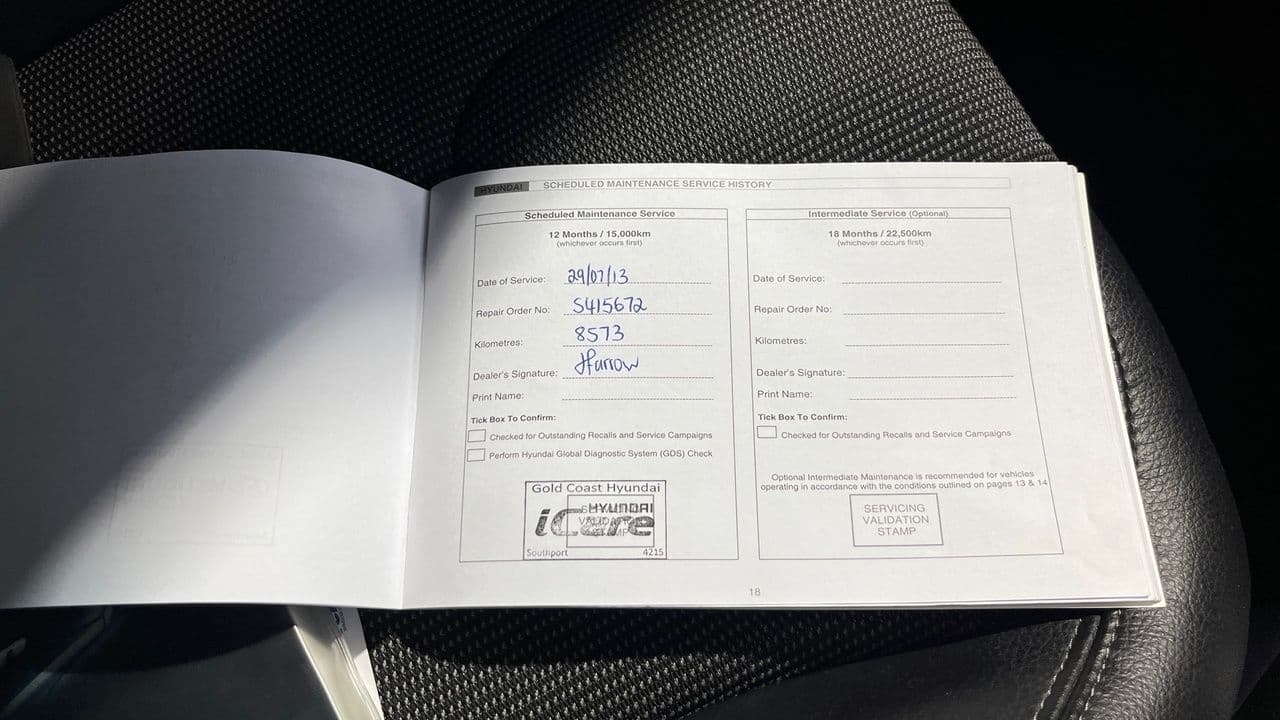 HYUNDAI SCHEDULED MAINTENANCE SERVICE HISTORY
Scheduled Maintenance Service
12 Months / 15,000km
(whichever occurs first)
Date of Service: 29/07/13
Repair Order No: S415672
Kilometres: 8573
Dealer's Signature:
Print Name:
Tick Box To Confirm:
Checked for Outstanding Recalls and Service Campaigns
Perform Hyundai Global Diagnostic System (GDS) Check
Gold Coast Hyundai
HYUNDAI
iCare
Southport 4215
Intermediate Service (Optional)
18 Months / 22,500km
(whichever occurs first)
Date of Service:
Repair Order No:
Kilometres:
Dealer's Signature:
Print Name:
Tick Box To Confirm:
Checked for Outstanding Recalls and Service Campaigns
Optional Intermediate Maintenance is recommended for vehicles
operating in accordance with the conditions outlined on pages 13 & 14
SERVICING
VALIDATION
STAMP
18